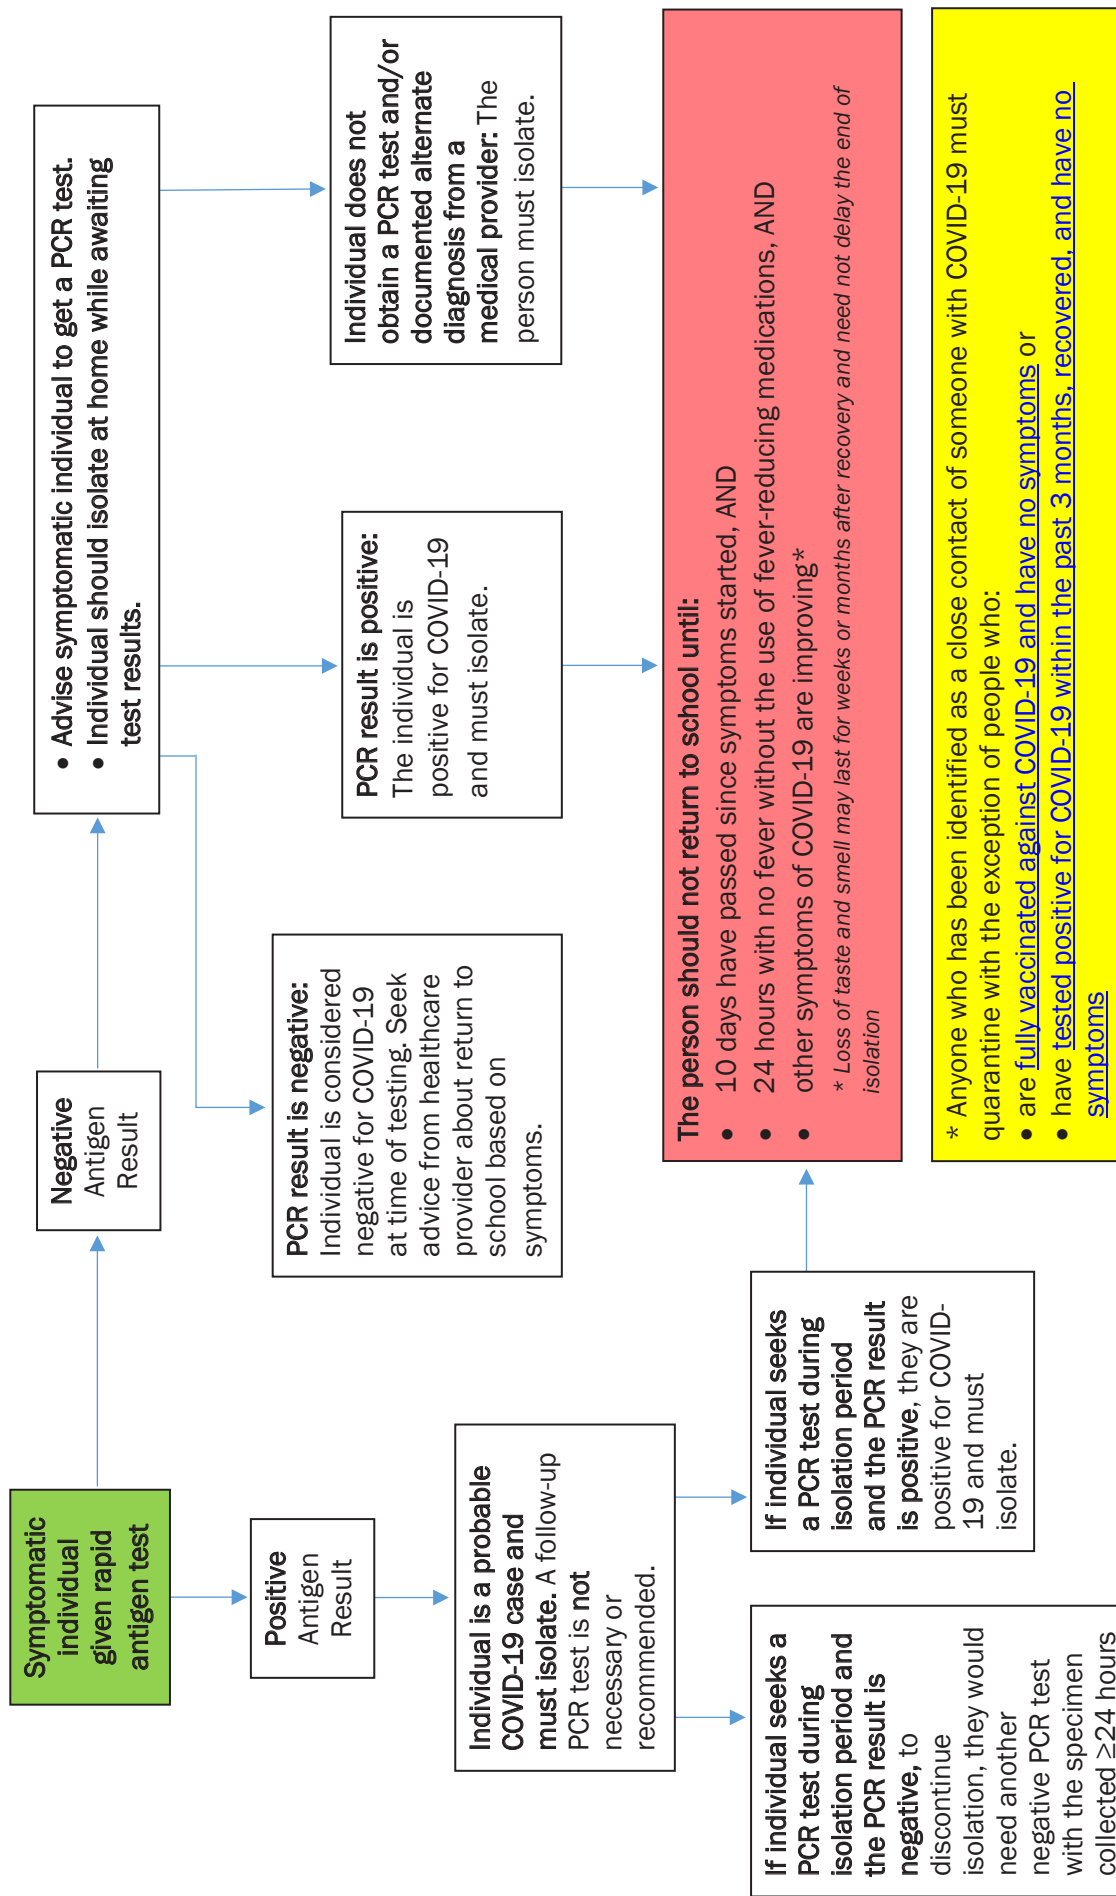 Symptomatic
individual
given rapid
antigen test
Negative
Antigen
Result
• Advise symptomatic individual to get a PCR test.
• Individual should isolate at home while awaiting
test results.
Positive
Antigen
Result
PCR result is negative:
Individual is considered
negative for COVID-19
at time of testing. Seek
advice from healthcare
provider about return to
school based on
symptoms.
PCR result is positive:
The individual is
positive for COVID-19
and must isolate.
Individual does not
obtain a PCR test and/or
documented alternate
diagnosis from a
medical provider: The
person must isolate.
Individual is a probable
COVID-19 case and
must isolate. A follow-up
PCR test is not
necessary or
recommended.
If individual seeks a
PCR test during
isolation period and
the PCR result is
negative, to
discontinue
isolation, they would
need another
negative PCR test
with the specimen
collected ≥24 hours
If individual seeks
a PCR test during
isolation period
and the PCR result
is positive, they are
positive for COVID-
19 and must
isolate.
The person should not return to school until:
• 10 days have passed since symptoms started, AND
• 24 hours with no fever without the use of fever-reducing medications, AND
• other symptoms of COVID-19 are improving*
* Loss of taste and smell may last for weeks or months after recovery and need not delay the end of
isolation
* Anyone who has been identified as a close contact of someone with COVID-19 must
quarantine with the exception of people who:
• are fully vaccinated against COVID-19 and have no symptoms or
• have tested positive for COVID-19 within the past 3 months, recovered, and have no
symptoms